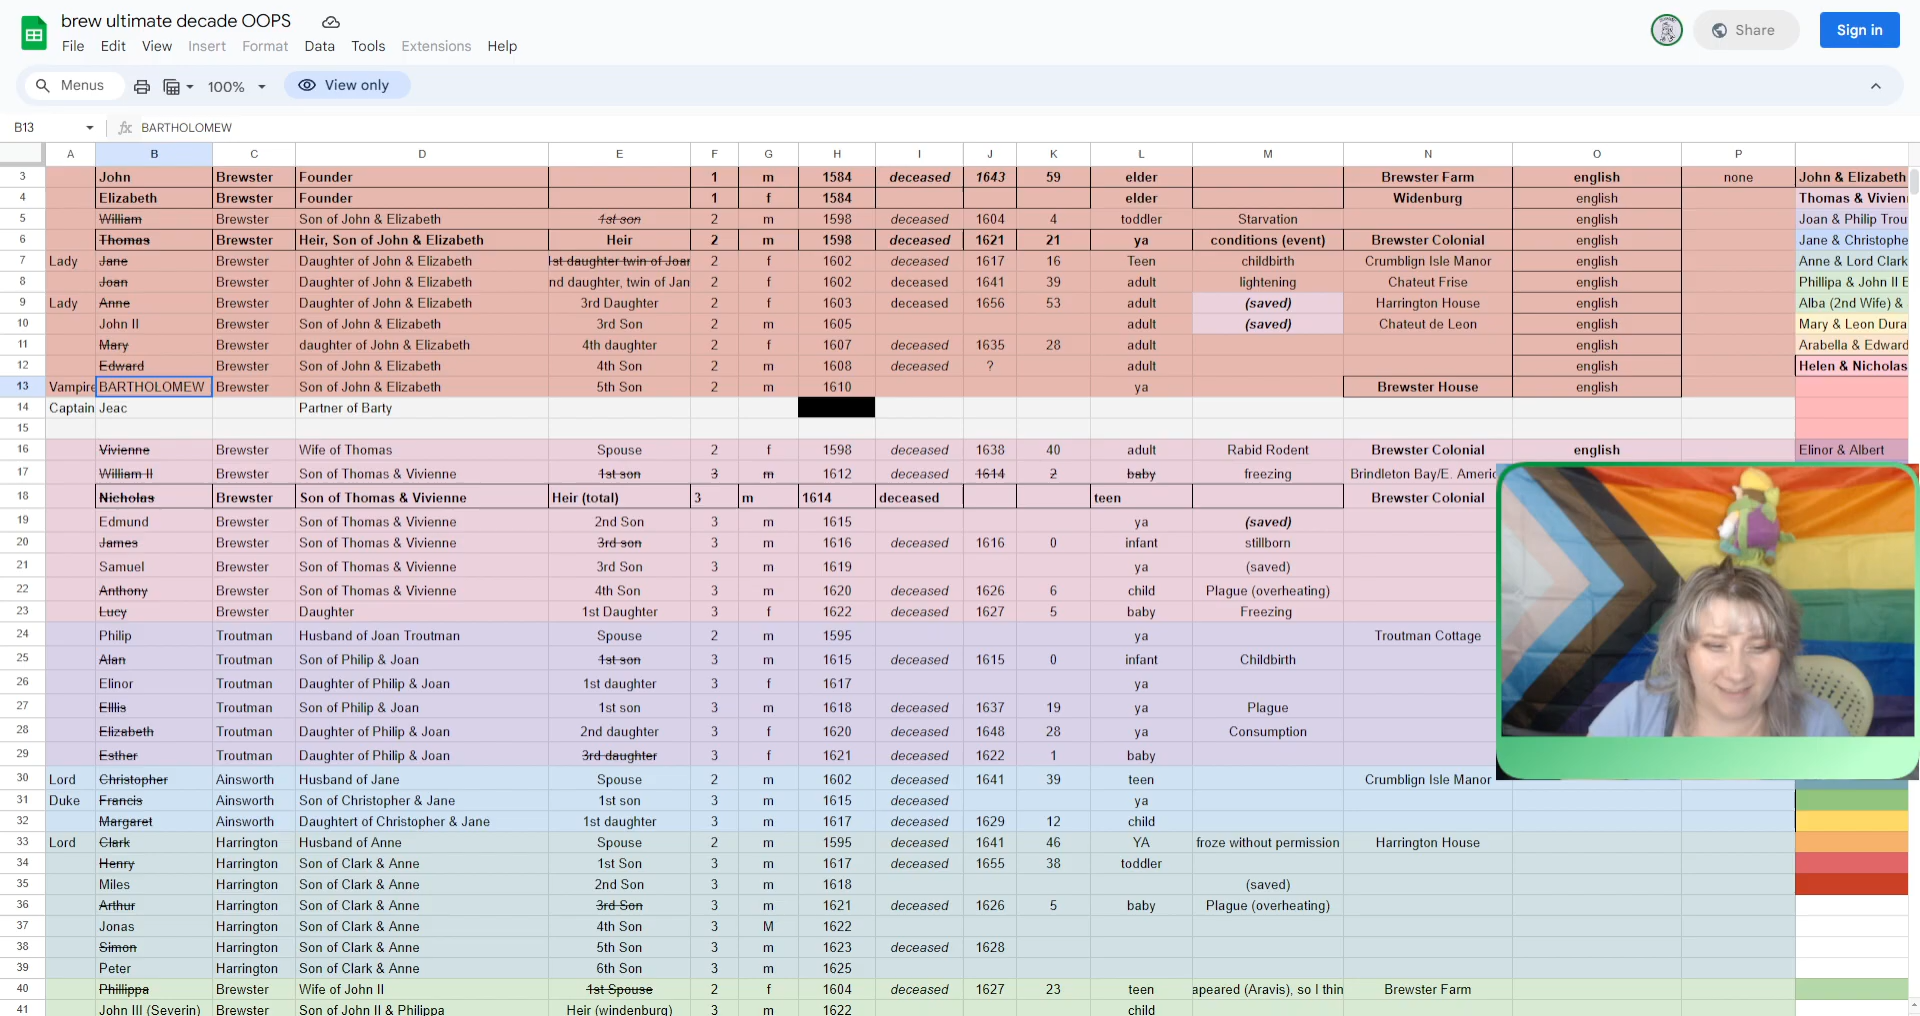 brew ultimate decade OOPS
File Edit View Insert Format Data Tools Extensions Help
Share
Sign in
Menus 100% View only
B13 fx BARTHOLOMEW
A B C D E F G H I J K L M N O P
3 John Brewster Founder 1 m 1584 deceased 1643 59 elder Brewster Farm english none John & Elizabeth
4 Elizabeth Brewster Founder 1 f 1584 elder Widenburg english Thomas & Vivien
5 William Brewster Son of John & Elizabeth 1st son 2 m 1598 deceased 1604 4 toddler Starvation english Joan & Philip Trou
6 Thomas Brewster Heir, Son of John & Elizabeth Heir 2 m 1598 deceased 1621 21 ya conditions (event) Brewster Colonial english Jane & Christophe
7 Lady Jane Brewster Daughter of John & Elizabeth 1st daughter twin of Joan 2 f 1602 deceased 1617 16 Teen childbirth Crumblign Isle Manor english Anne & Lord Clark
8 Joan Brewster Daughter of John & Elizabeth nd daughter, twin of Jan 2 f 1602 deceased 1641 39 adult lightening Chateut Frise english Phillipa & John II E
9 Lady Anne Brewster Daughter of John & Elizabeth 3rd Daughter 2 f 1603 deceased 1656 53 adult (saved) Harrington House english Alba (2nd Wife) &
10 John II Brewster Son of John & Elizabeth 3rd Son 2 m 1605 adult (saved) Chateut de Leon english Mary & Leon Dura
11 Mary Brewster daughter of John & Elizabeth 4th daughter 2 f 1607 deceased 1635 28 adult english Arabella & Edward
12 Edward Brewster Son of John & Elizabeth 4th Son 2 m 1608 deceased ? adult english Helen & Nicholas
13 Vampire BARTHOLOMEW Brewster Son of John & Elizabeth 5th Son 2 m 1610 ya Brewster House english
14 Captain Jeac Partner of Barty
15
16 Vivienne Brewster Wife of Thomas Spouse 2 f 1598 deceased 1638 40 adult Rabid Rodent Brewster Colonial english Elinor & Albert
17 William II Brewster Son of Thomas & Vivienne 1st son 3 m 1612 deceased 1614 2 baby freezing Brindleton Bay/E. Americ
18 Nicholas Brewster Son of Thomas & Vivienne Heir (total) 3 m 1614 deceased teen Brewster Colonial
19 Edmund Brewster Son of Thomas & Vivienne 2nd Son 3 m 1615 ya (saved)
20 James Brewster Son of Thomas & Vivienne 3rd son 3 m 1616 deceased 1616 0 infant stillborn
21 Samuel Brewster Son of Thomas & Vivienne 3rd Son 3 m 1619 ya (saved)
22 Anthony Brewster Son of Thomas & Vivienne 4th Son 3 m 1620 deceased 1626 6 child Plague (overheating)
23 Lucy Brewster Daughter 1st Daughter 3 f 1622 deceased 1627 5 baby Freezing
24 Philip Troutman Husband of Joan Troutman Spouse 2 m 1595 ya Troutman Cottage
25 Alan Troutman Son of Philip & Joan 1st son 3 m 1615 deceased 1615 0 infant Childbirth
26 Elinor Troutman Daughter of Philip & Joan 1st daughter 3 f 1617 ya
27 Elllis Troutman Son of Philip & Joan 1st son 3 m 1618 deceased 1637 19 ya Plague
28 Elizabeth Troutman Daughter of Philip & Joan 2nd daughter 3 f 1620 deceased 1648 28 ya Consumption
29 Esther Troutman Daughter of Philip & Joan 3rd daughter 3 f 1621 deceased 1622 1 baby
30 Lord Christopher Ainsworth Husband of Jane Spouse 2 m 1602 deceased 1641 39 teen Crumblign Isle Manor
31 Duke Francis Ainsworth Son of Christopher & Jane 1st son 3 m 1615 deceased ya
32 Margaret Ainsworth Daughtert of Christopher & Jane 1st daughter 3 m 1617 deceased 1629 12 child
33 Lord Clark Harrington Husband of Anne Spouse 2 m 1595 deceased 1641 46 YA froze without permission Harrington House
34 Henry Harrington Son of Clark & Anne 1st Son 3 m 1617 deceased 1655 38 toddler
35 Miles Harrington Son of Clark & Anne 2nd Son 3 m 1618 (saved)
36 Arthur Harrington Son of Clark & Anne 3rd Son 3 m 1621 deceased 1626 5 baby Plague (overheating)
37 Jonas Harrington Son of Clark & Anne 4th Son 3 M 1622
38 Simon Harrington Son of Clark & Anne 5th Son 3 m 1623 deceased 1628
39 Peter Harrington Son of Clark & Anne 6th Son 3 m 1625
40 Phillippa Brewster Wife of John II 1st Spouse 2 f 1604 deceased 1627 23 teen apeared (Aravis), so I thin Brewster Farm
41 John III (Severin) Brewster Son of John II & Philippa Heir (windenburg) 3 m 1622 child